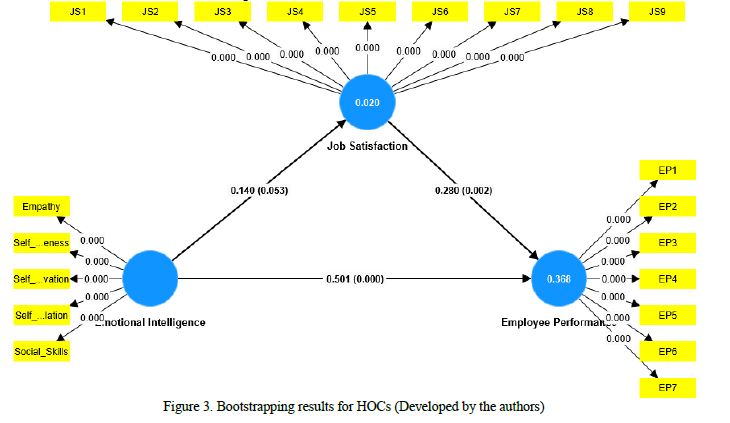 JS1 JS2 JS3 JS4 JS5 JS6 JS7 JS8 JS9
0.000 0.000 0.000 0.000 0.000 0.000 0.000 0.000 0.000
0.020
Job Satisfaction
0.140 (0.053) 0.280 (0.002)
Empathy
Self_...eness
Self_...vation
Self_...lation
Social_Skills
0.000
0.000
0.000
0.000
0.000
Emotional Intelligence
0.501 (0.000)
0.368
Employee Performance
0.000
0.000
0.000
0.000
0.000
0.000
0.000
EP1
EP2
EP3
EP4
EP5
EP6
EP7
Figure 3. Bootstrapping results for HOCs (Developed by the authors)